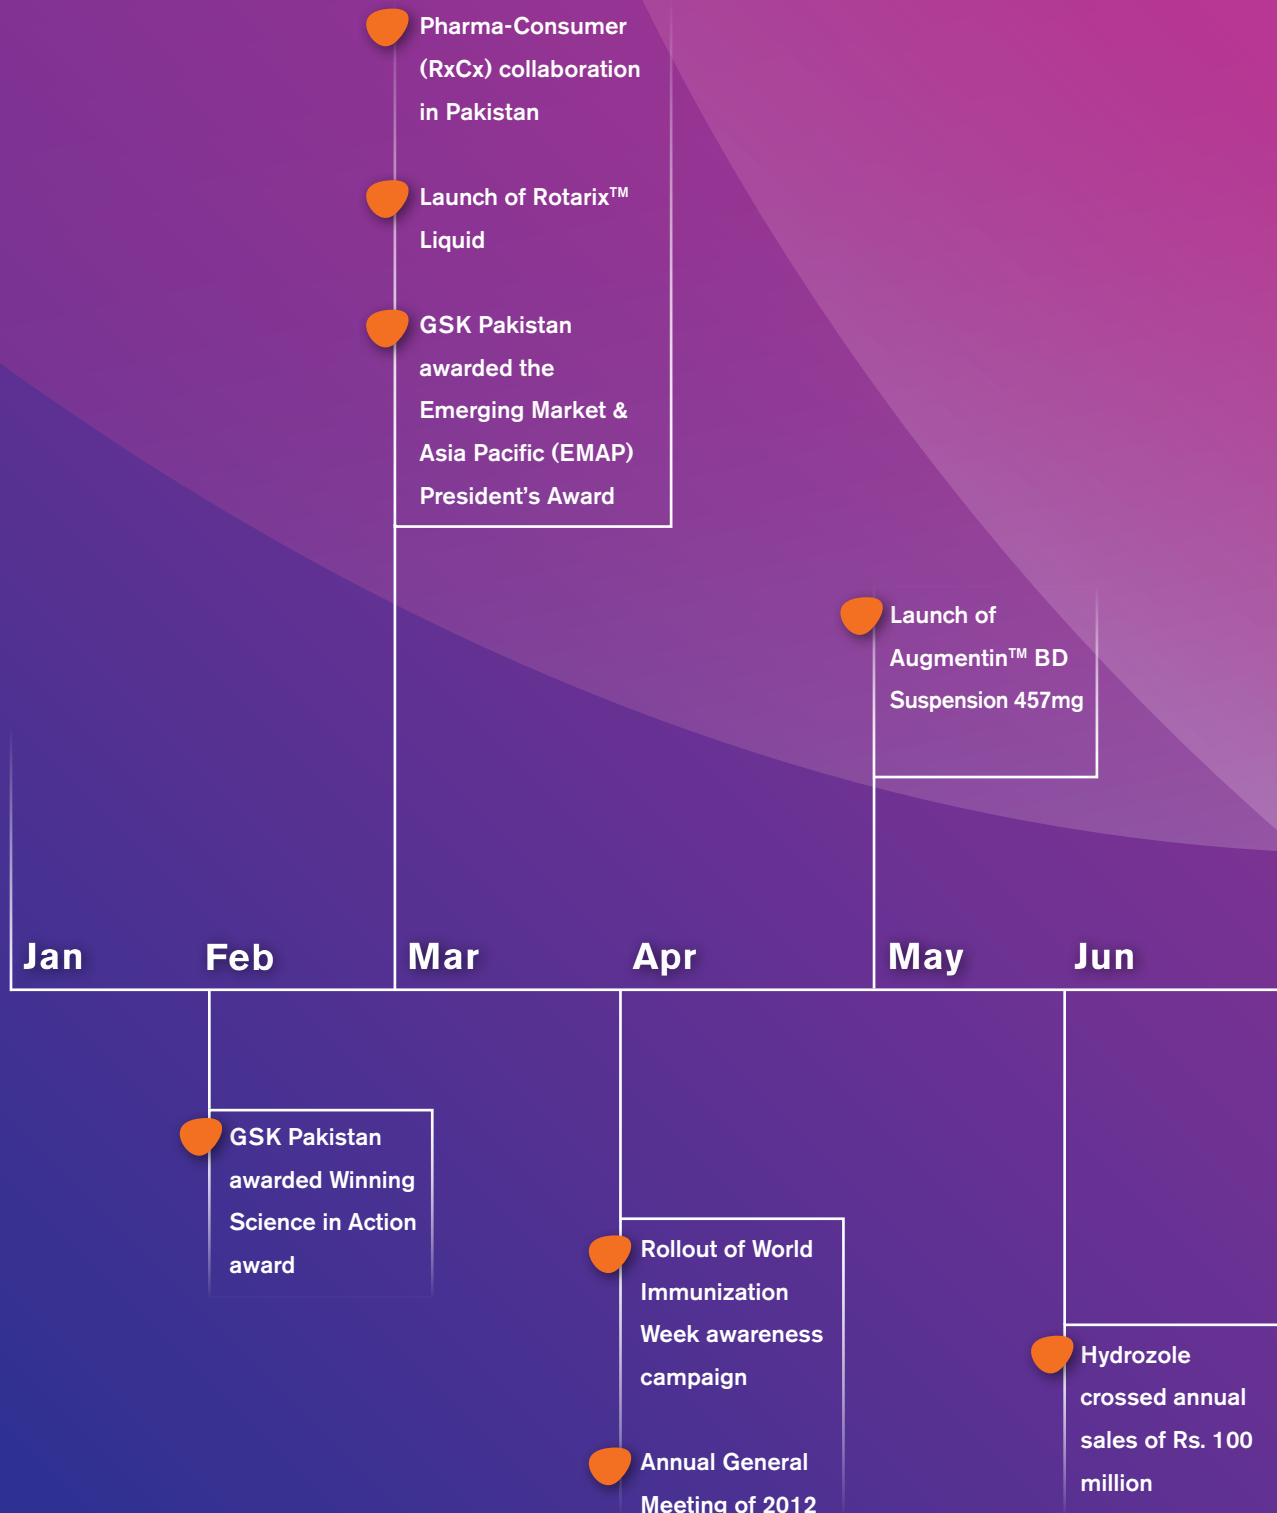 Pharma-Consumer
(RxCx) collaboration
in Pakistan
Launch of Rotarix™
Liquid
GSK Pakistan
awarded the
Emerging Market &
Asia Pacific (EMAP)
President’s Award
Launch of
Augmentin™ BD
Suspension 457mg
Jan Feb Mar Apr May Jun
GSK Pakistan
awarded Winning
Science in Action
award
Rollout of World
Immunization
Week awareness
campaign
Annual General
Meeting of 2012
Hydrozole
crossed annual
sales of Rs. 100
million